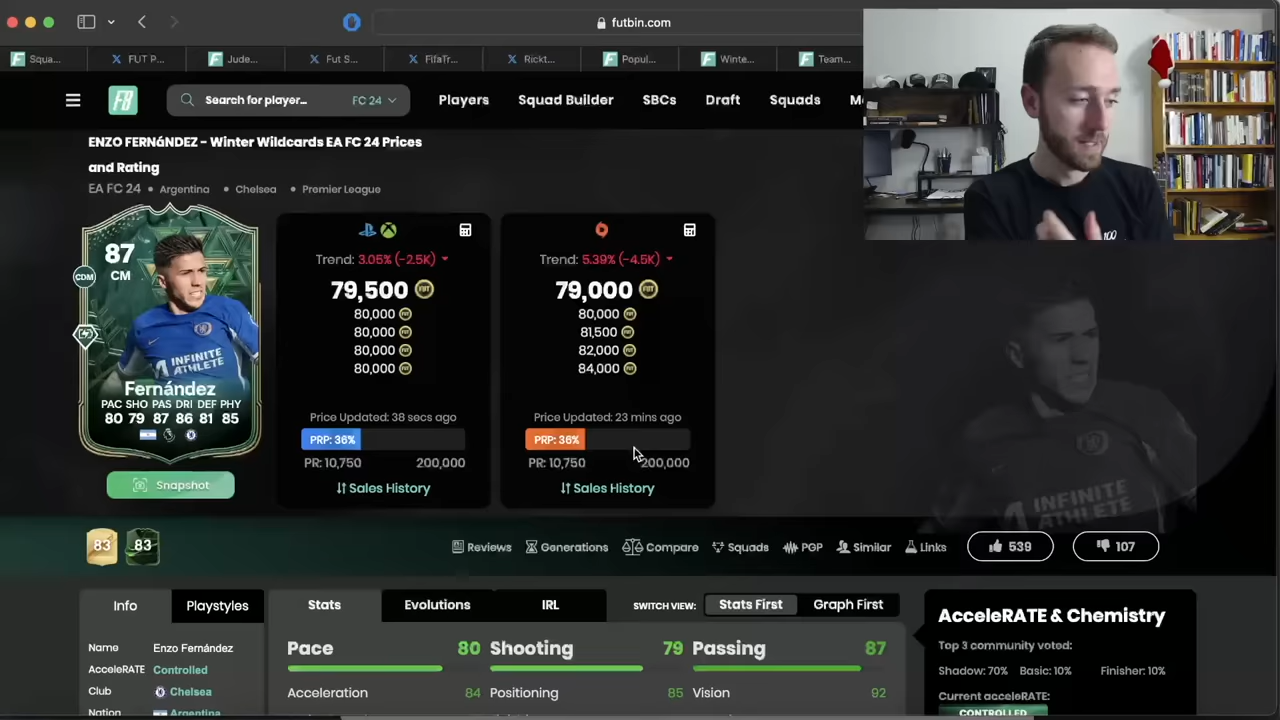 futbin.com
Squa...
FUT P...
Jude...
Fut S...
FifaTr...
Rickt...
Popul...
Winte...
Team...
FB
Search for player...
FC 24
Players
Squad Builder
SBCs
Draft
Squads
ENZO FERNáNDEZ - Winter Wildcards EA FC 24 Prices
and Rating
EA FC 24 • Argentina • Chelsea • Premier League
87
CM
CDM
INFINITE
ATHLETE
Fernández
PAC SHO PAS DRI DEF PHY
80 79 87 86 81 85
Snapshot
Trend: 3.05% (-2.5K)
79,500
80,000
80,000
80,000
80,000
Price Updated: 38 secs ago
PRP: 36%
PR: 10,750 200,000
Sales History
Trend: 5.39% (-4.5K)
79,000
80,000
81,500
82,000
84,000
Price Updated: 23 mins ago
PRP: 36%
PR: 10,750 200,000
Sales History
INFINITE
ATHLETE
83
83
Reviews
Generations
Compare
Squads
PGP
Similar
Links
539
107
Info
Playstyles
Stats
Evolutions
IRL
SWITCH VIEW:
Stats First
Graph First
Name Enzo Fernández
AcceleRATE Controlled
Club Chelsea
Nation Argentina
Pace 80
Acceleration 84
Shooting 79
Positioning 85
Passing 87
Vision 92
AcceleRATE & Chemistry
Top 3 community voted:
Shadow: 70% Basic: 10% Finisher: 10%
Current acceleRATE:
CONTROLLED